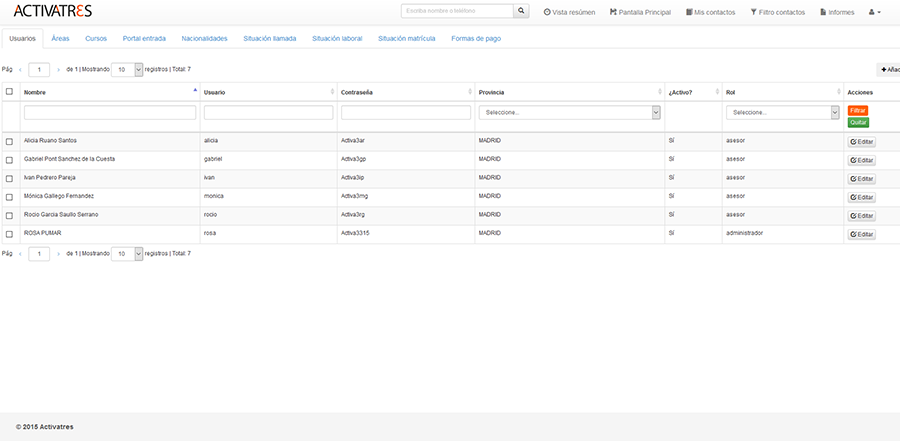 ACTIVATRES
Escriba nombre o teléfono
Vista resúmen
Pantalla Principal
Mis contactos
Filtro contactos
Informes
Usuarios Áreas Cursos Portal entrada Nacionalidades Situación llamada Situación laboral Situación matrícula Formas de pago
Pág < 1 > de 1 | Mostrando 10 registros | Total: 7
+Añad
Nombre Usuario Contraseña Provincia ¿Activo? Rol Acciones
Seleccione... Seleccione... Filtrar
Quitar
Alicia Ruano Santos alicia Activa3ar MADRID Sí asesor Editar
Gabriel Pont Sanchez de la Cuesta gabriel Activa3gp MADRID Sí asesor Editar
Ivan Pedrero Pareja ivan Activa3ip MADRID Sí asesor Editar
Mónica Gallego Fernandez monica Activa3mg MADRID Sí asesor Editar
Rocio Garcia Saullo Serrano rocio Activa3rg MADRID Sí asesor Editar
ROSA PUMAR rosa Activa3315 MADRID Sí administrador Editar
Pág < 1 > de 1 | Mostrando 10 registros | Total: 7
© 2015 Activatres